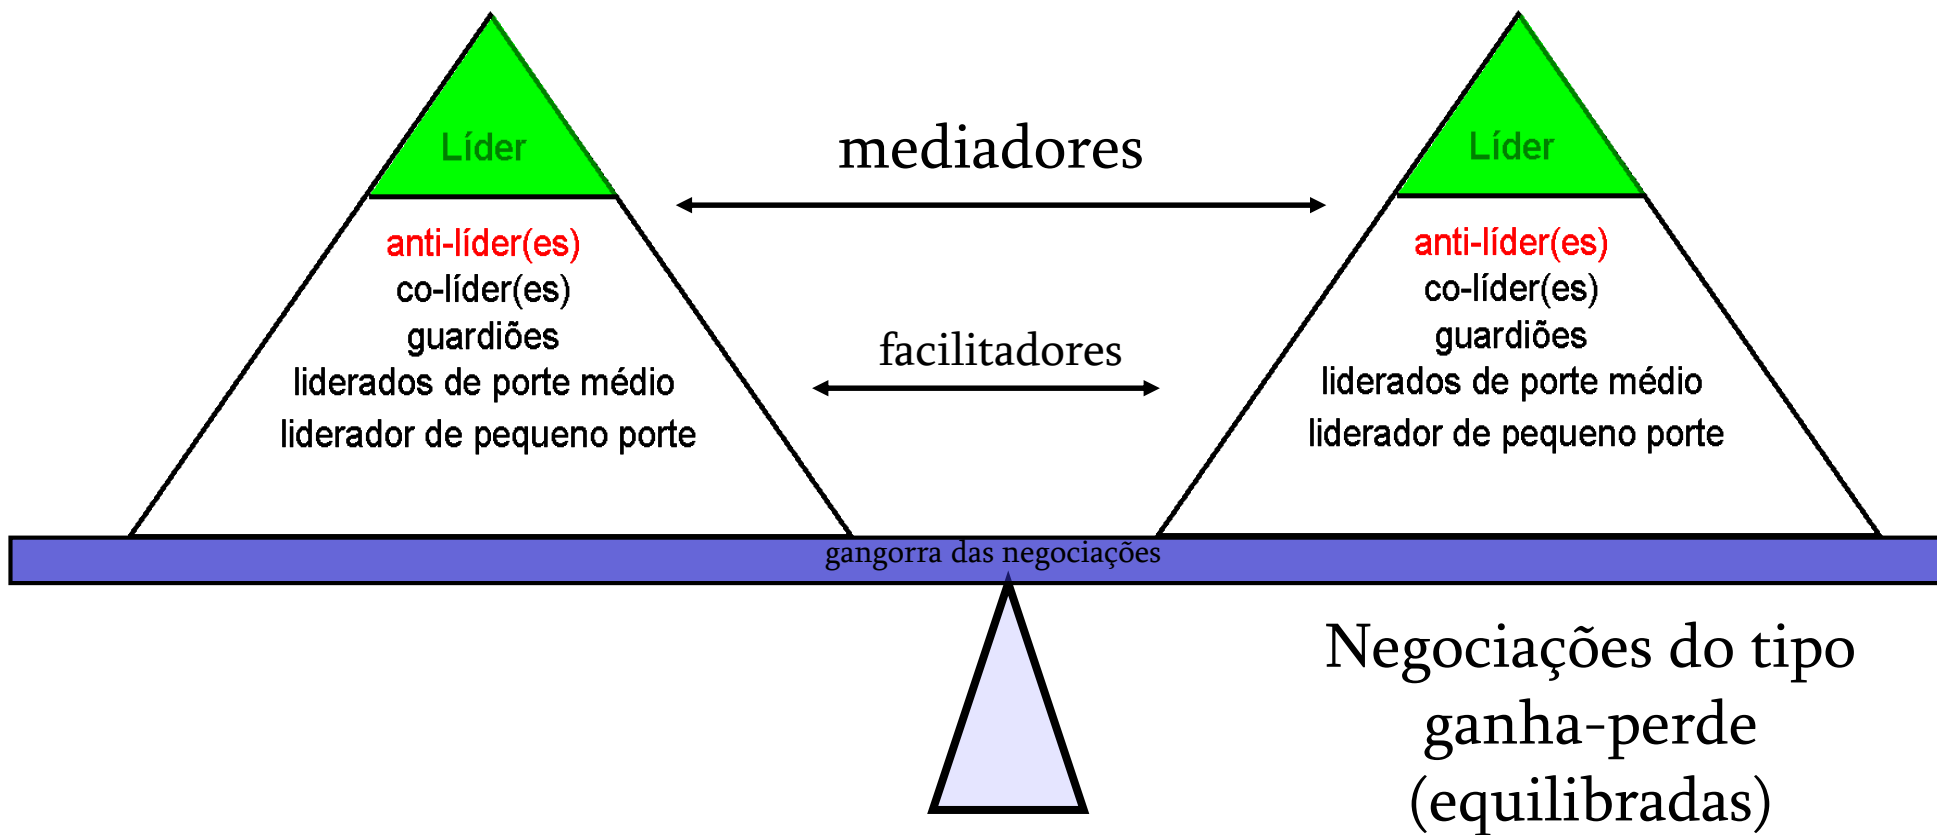 Líder
anti-líder(es)
co-líder(es)
guardiões
liderados de porte médio
liderador de pequeno porte
mediadores
facilitadores
Líder
anti-líder(es)
co-líder(es)
guardiões
liderados de porte médio
liderador de pequeno porte
gangorra das negociações
Negociações do tipo
ganha-perde
(equilibradas)